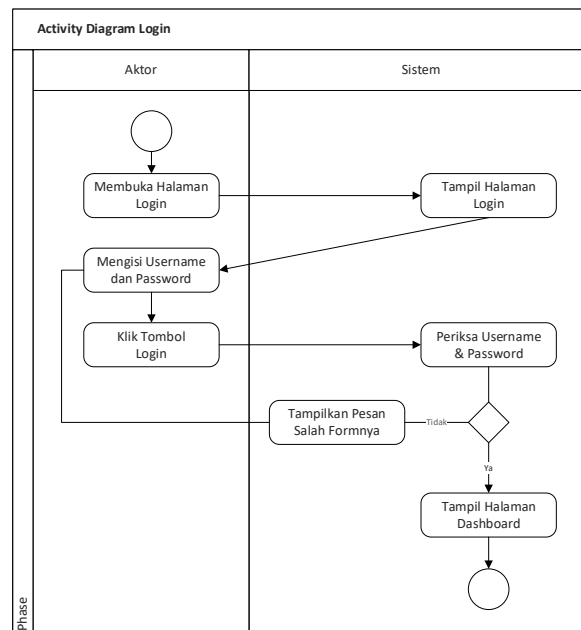 Activity Diagram Login
Aktor
Sistem
Membuka Halaman
Login
Tampil Halaman
Login
Mengisi Username
dan Password
Klik Tombol
Login
Periksa Username
& Password
Tampilkan Pesan
Salah Formnya
Tidak
Ya
Tampil Halaman
Dashboard
Phase